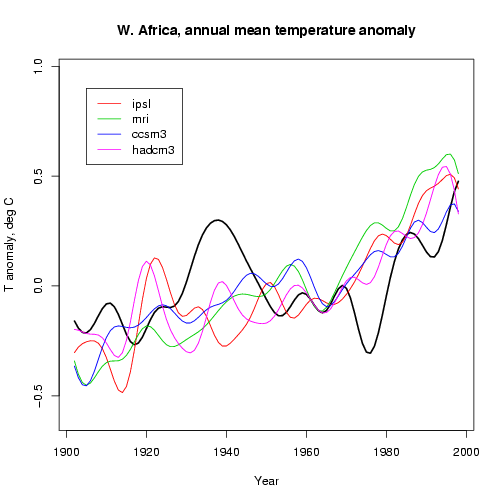 W. Africa, annual mean temperature anomaly
T anomaly, deg C
1.0
0.5
0.0
−0.5
ipsl
mri
ccsm3
hadcm3
1900 1920 1940 1960 1980 2000
Year